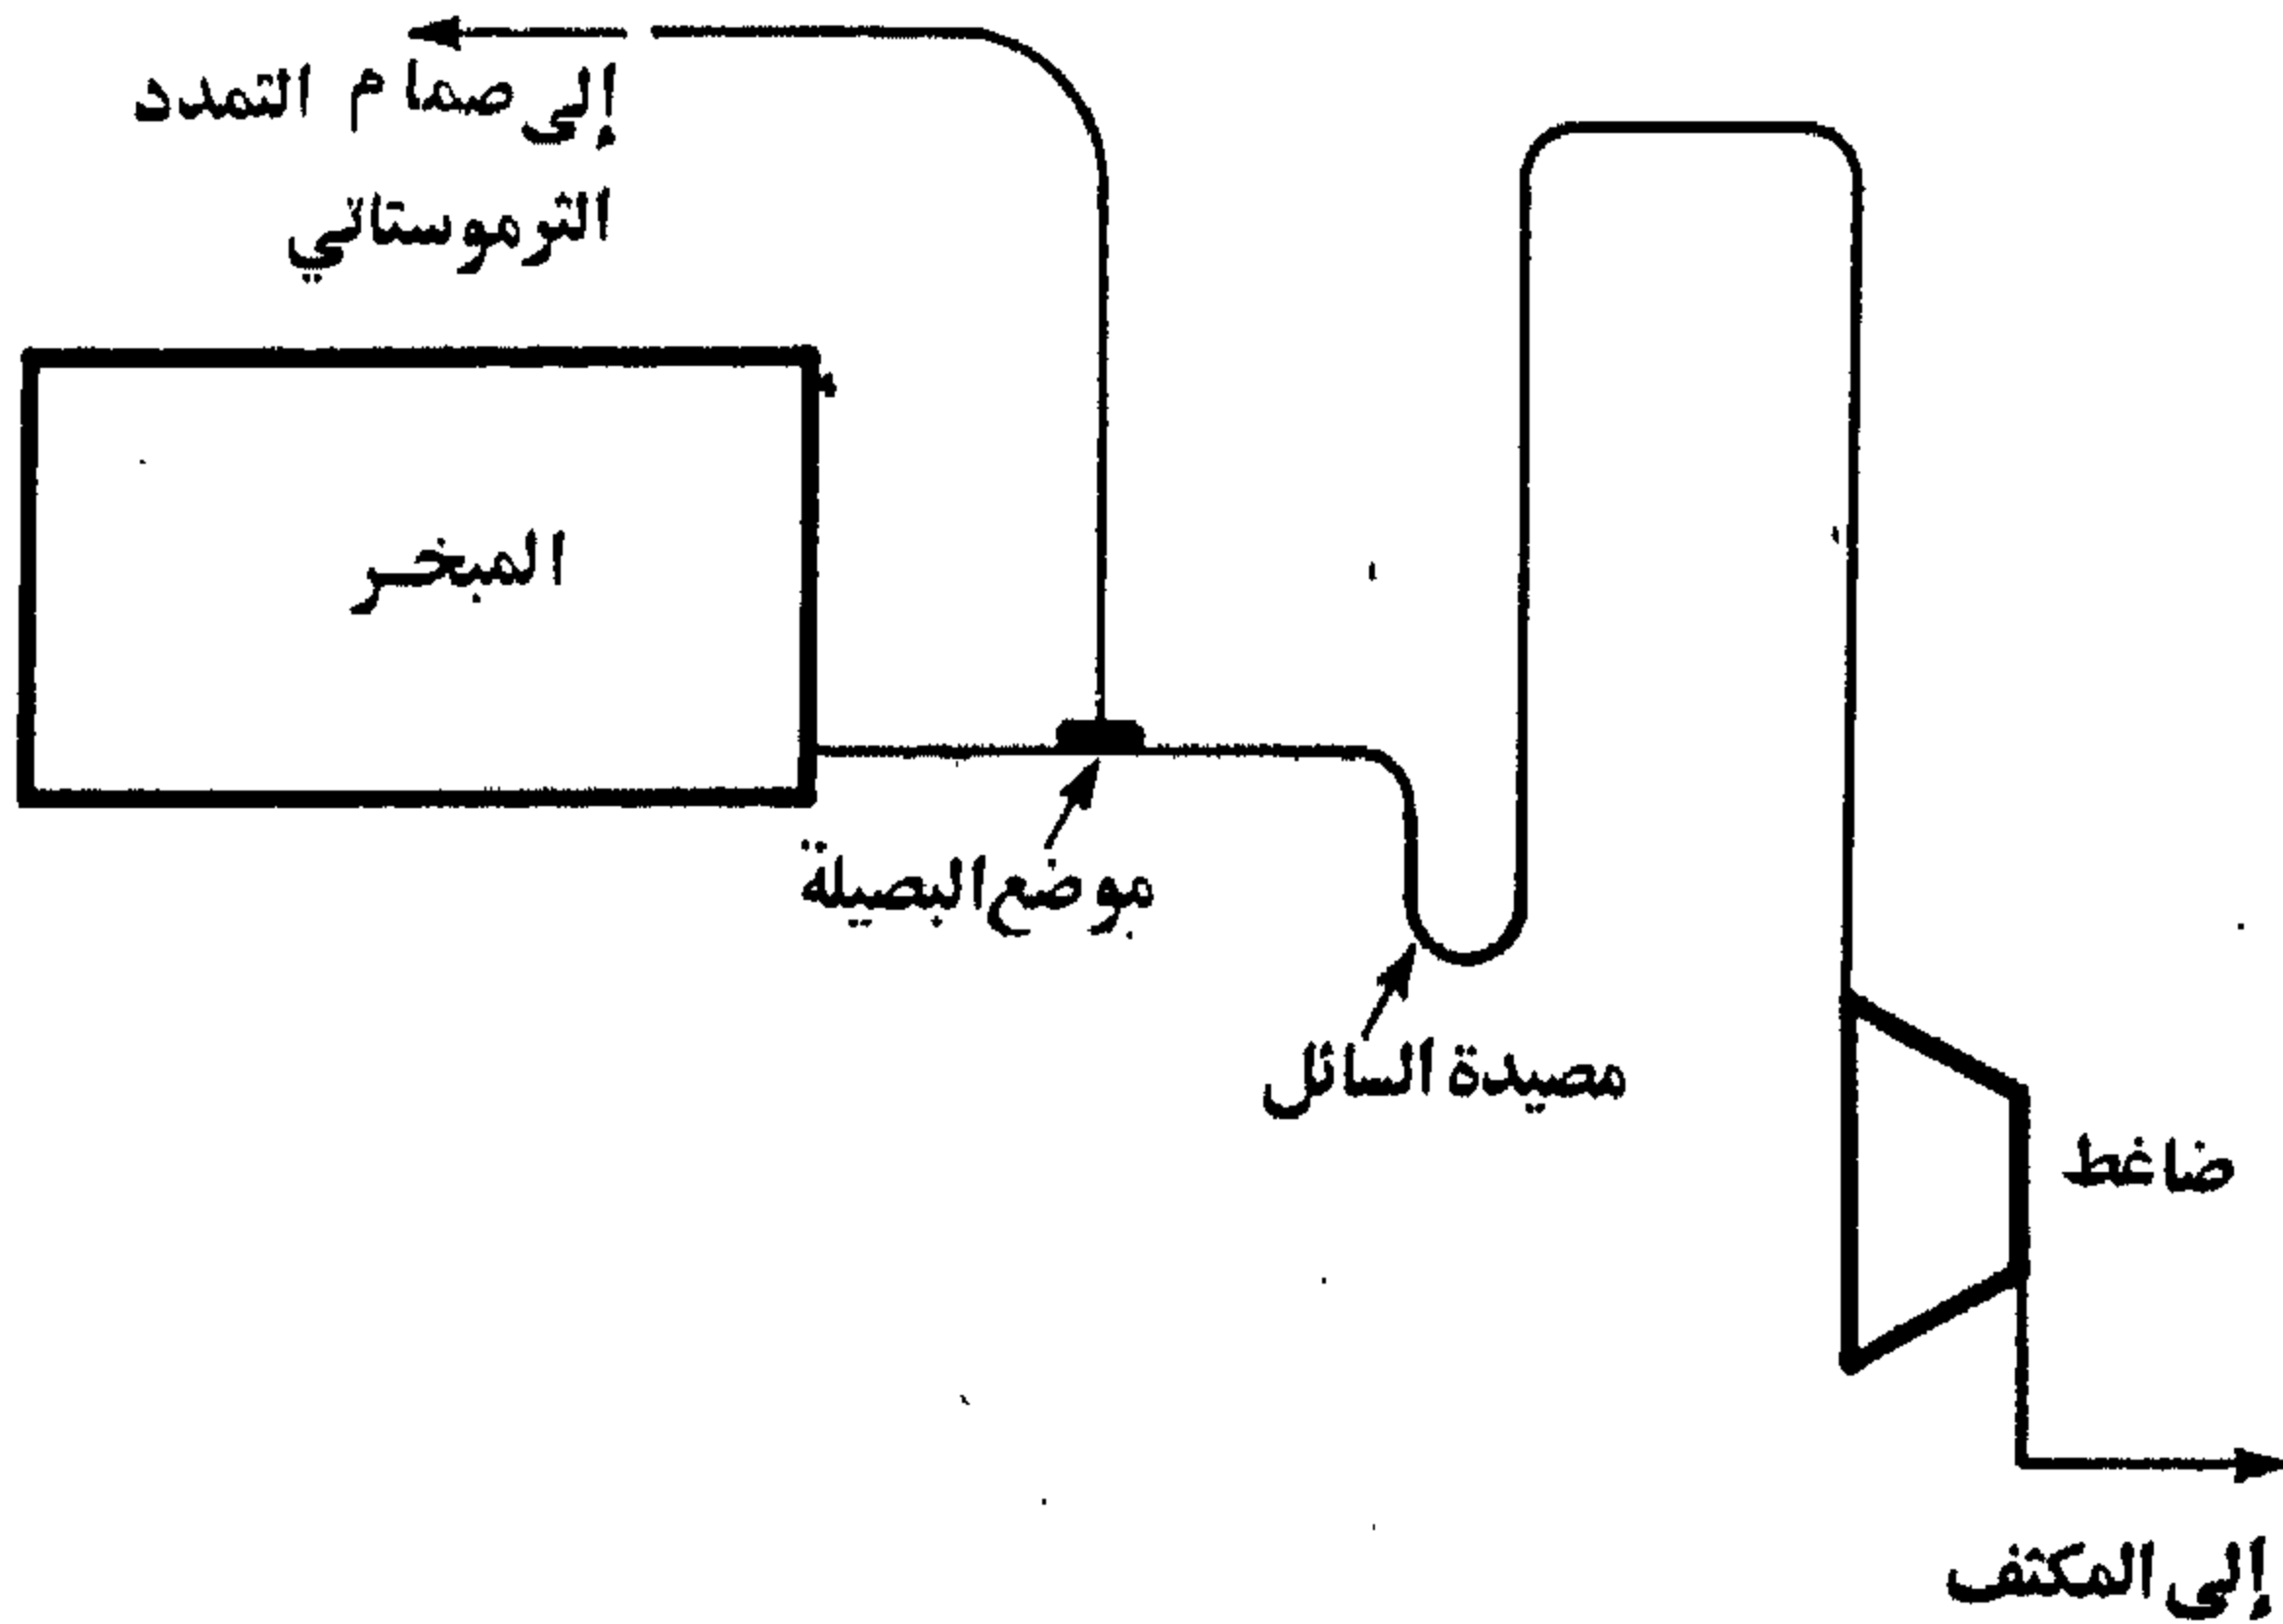 إلى صمام التمدد
الثرموستاتي
المبخر
موضع البصيلة
مصيدة السائل
ضاغط
إلى المكثف